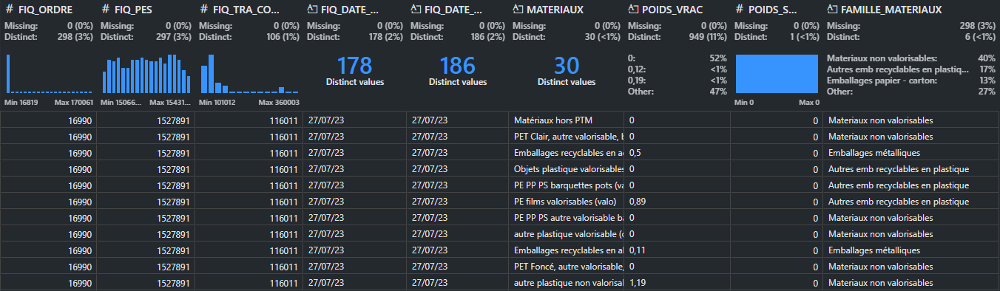 # FIQ_ORDRE # FIQ_PES # FIQ_TRA_CO... FIQ_DATE_... FIQ_DATE_... MATERIAUX POIDS_VRAC # POIDS_S... FAMILLE_MATERIAUX
Missing: 0 (0%) Missing: 0 (0%) Missing: 0 (0%) Missing: 0 (0%) Missing: 0 (0%) Missing: 0 (0%) Missing: 0 (0%) Missing: 0 (0%) Missing: 298 (3%)
Distinct: 298 (3%) Distinct: 297 (3%) Distinct: 106 (1%) Distinct: 178 (2%) Distinct: 186 (2%) Distinct: 30 (<1%) Distinct: 949 (11%) Distinct: 1 (<1%) Distinct: 6 (<1%)
178 186 30 0: 52% Materiaux non valorisables: 40%
Distinct values Distinct values Distinct values 0,12: <1% Autres emb recyclables en plastiq... 17%
0,19: <1% Emballages papier - carton: 13%
Other: 47% Other: 27%
Min 16819 Max 170061 Min 15066... Max 15431... Min 101012 Max 360003 Min 0 Max 0
16990 1527891 116011 27/07/23 27/07/23 Matériaux hors PTM 0 0 Materiaux non valorisables
16990 1527891 116011 27/07/23 27/07/23 PET Clair, autre valorisable, 0 0 Materiaux non valorisables
16990 1527891 116011 27/07/23 27/07/23 Emballages recyclables en 0,5 0 Emballages métalliques
16990 1527891 116011 27/07/23 27/07/23 Objets plastique valorisables 0 0 Autres emb recyclables en plastique
16990 1527891 116011 27/07/23 27/07/23 PE PP PS barquettes pots (va 0 0 Autres emb recyclables en plastique
16990 1527891 116011 27/07/23 27/07/23 PE films valorisables (valo) 0,89 0 Autres emb recyclables en plastique
16990 1527891 116011 27/07/23 27/07/23 PE PP PS autre valorisable ba 0 0 Materiaux non valorisables
16990 1527891 116011 27/07/23 27/07/23 autre plastique valorisable 0 0 Materiaux non valorisables
16990 1527891 116011 27/07/23 27/07/23 Emballages recyclables en al 0,11 0 Emballages métalliques
16990 1527891 116011 27/07/23 27/07/23 PET Foncé, autre valorisable, 0 0 Materiaux non valorisables
16990 1527891 116011 27/07/23 27/07/23 autre plastique non valorisal 1,19 0 Materiaux non valorisables